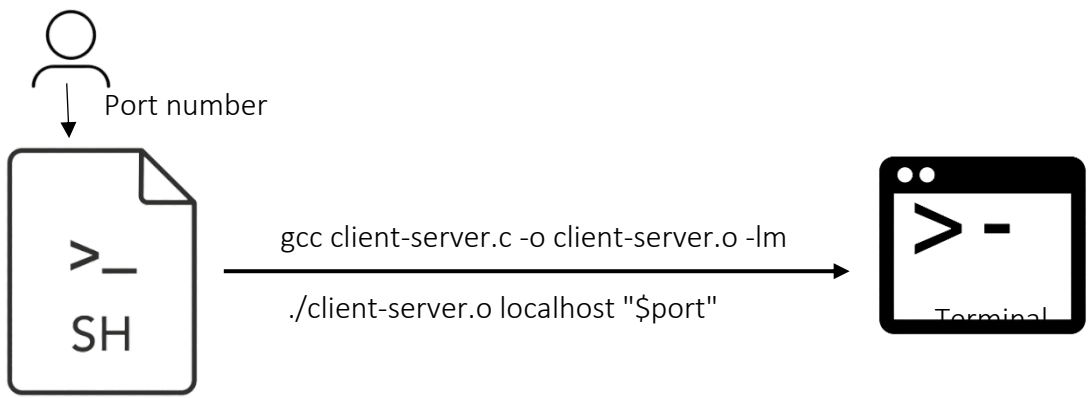 Port number
gcc client-server.c -o client-server.o -lm
./client-server.o localhost "$port"
>_
SH
>-
Terminal